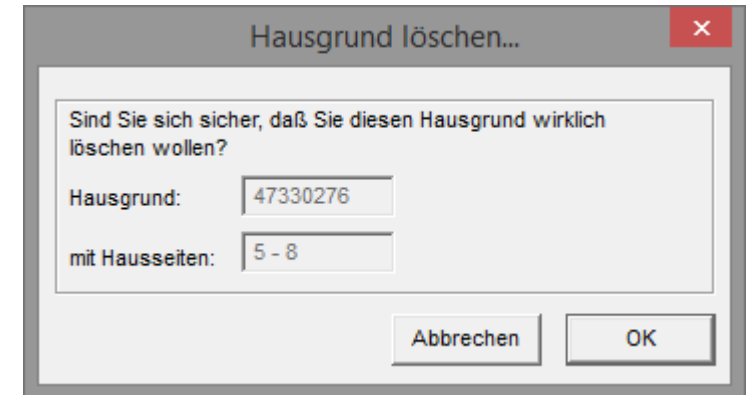 Hausgrund löschen...
Sind Sie sich sicher, daß Sie diesen Hausgrund wirklich
löschen wollen?
Hausgrund: 47330276
mit Hausseiten: 5 - 8
Abbrechen OK